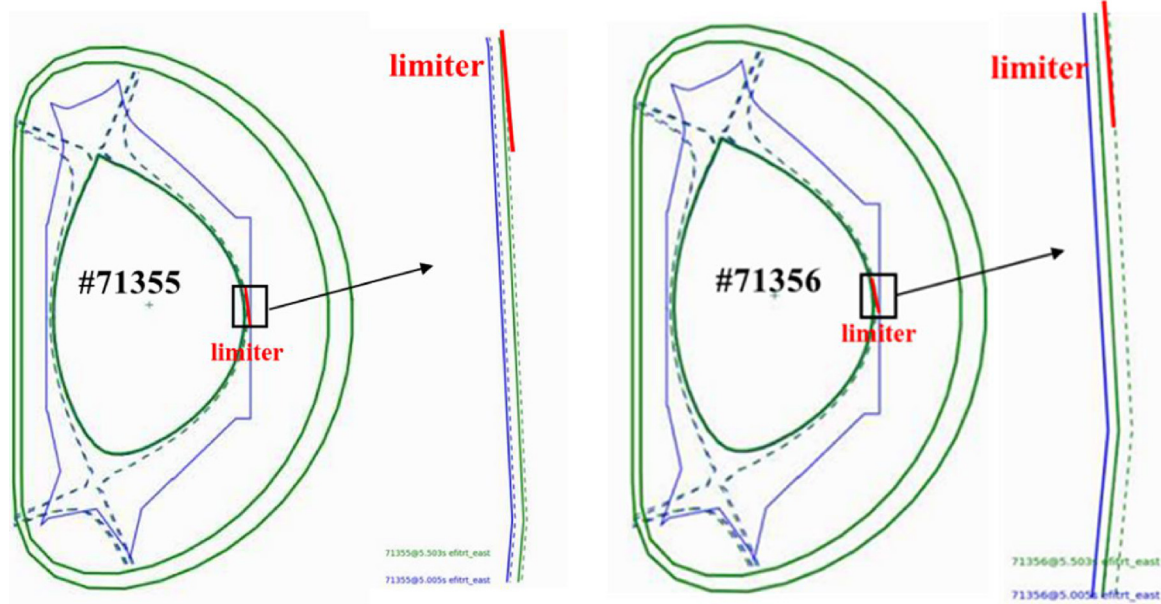 limiter
#71355
limiter
71355@5.503s efitrt_east
71355@5.005s efitrt_east
limiter
#71356
limiter
71356@5.503s efitrt_east
71356@5.005s efitrt_east